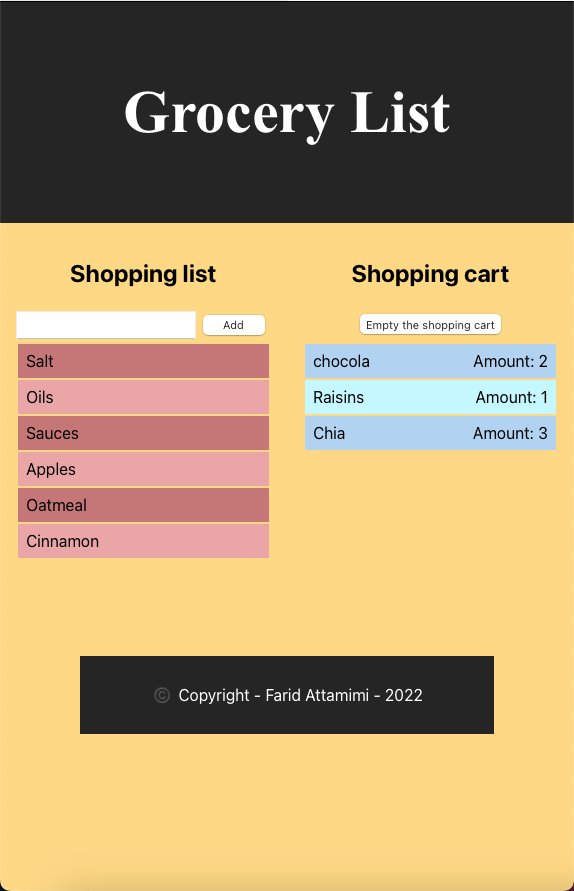 Grocery List
Shopping list
Add
Salt
Oils
Sauces
Apples
Oatmeal
Cinnamon
Shopping cart
Empty the shopping cart
chocola Amount: 2
Raisins Amount: 1
Chia Amount: 3
© Copyright - Farid Attamimi - 2022